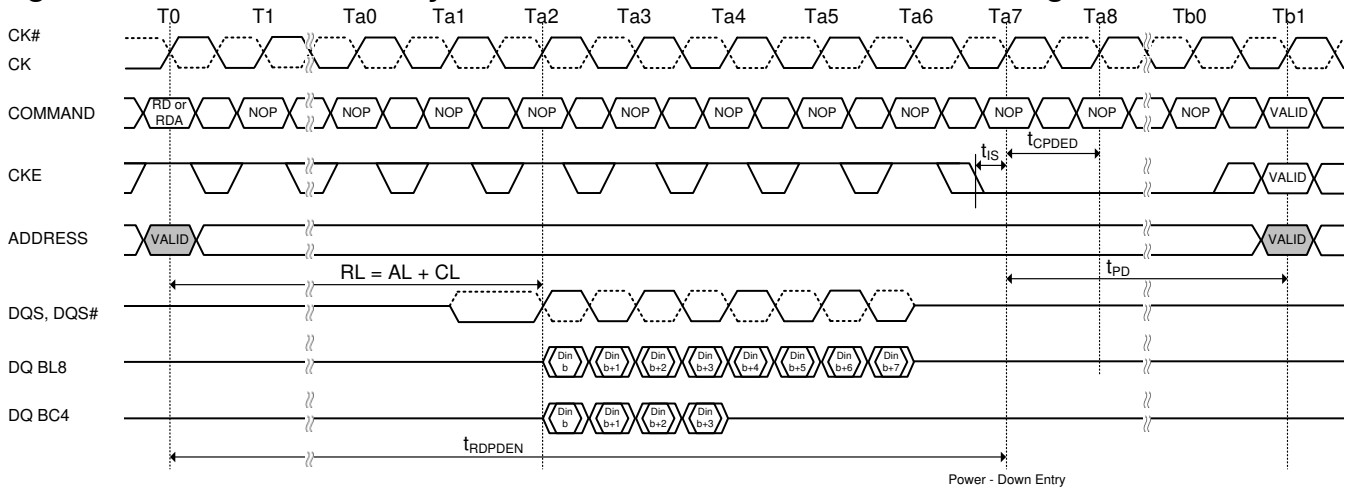 T0 T1 Ta0 Ta1 Ta2 Ta3 Ta4 Ta5 Ta6 Ta7 Ta8 Tb0 Tb1
CK#
CK
COMMAND RD or RDA NOP NOP NOP NOP NOP NOP NOP NOP NOP NOP NOP VALID
tIS tCPDED
CKE VALID
ADDRESS VALID VALID
RL = AL + CL tPD
DQS, DQS#
DQ BL8 Din b Din b+1 Din b+2 Din b+3 Din b+4 Din b+5 Din b+6 Din b+7
DQ BC4 Din b Din b+1 Din b+2 Din b+3
tRDPDEN
Power - Down Entry